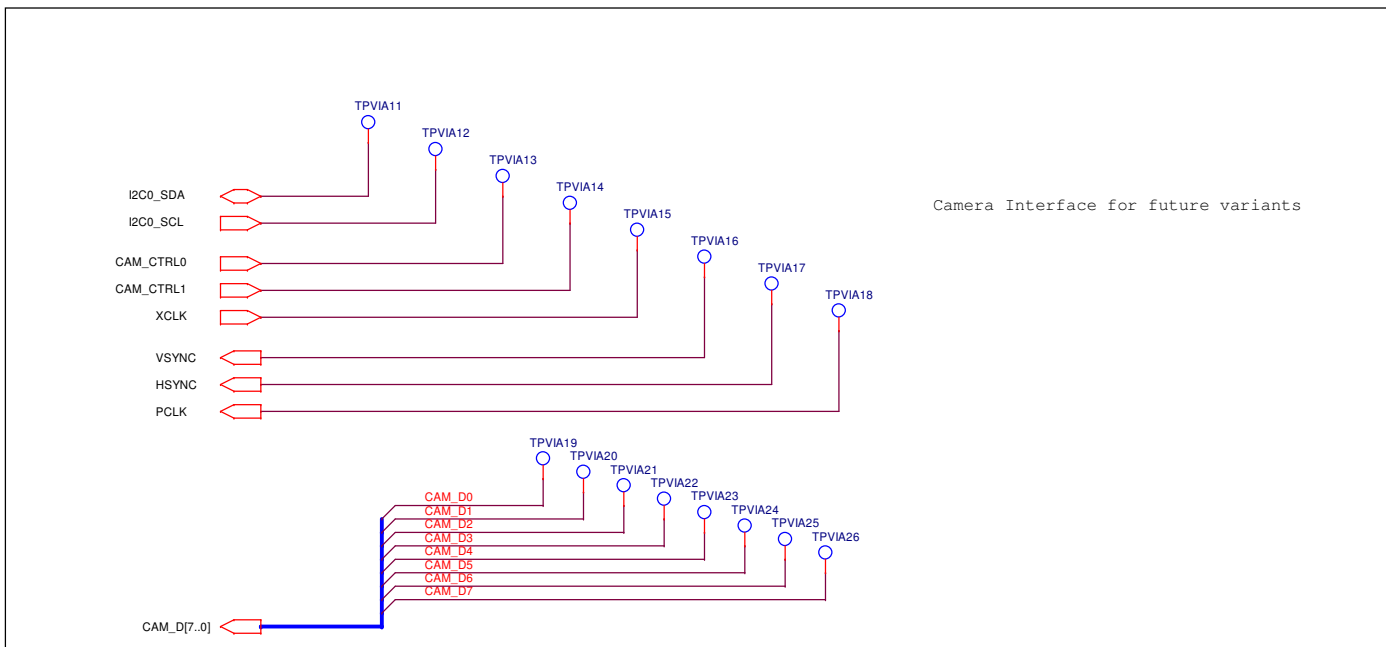 TPVIA11
TPVIA12
TPVIA13
TPVIA14
TPVIA15
TPVIA16
TPVIA17
TPVIA18
I2C0_SDA
I2C0_SCL
CAM_CTRL0
CAM_CTRL1
XCLK
VSYNC
HSYNC
PCLK
Camera Interface for future variants
TPVIA19
TPVIA20
TPVIA21
TPVIA22
TPVIA23
TPVIA24
TPVIA25
TPVIA26
CAM_D0
CAM_D1
CAM_D2
CAM_D3
CAM_D4
CAM_D5
CAM_D6
CAM_D7
CAM_D[7..0]